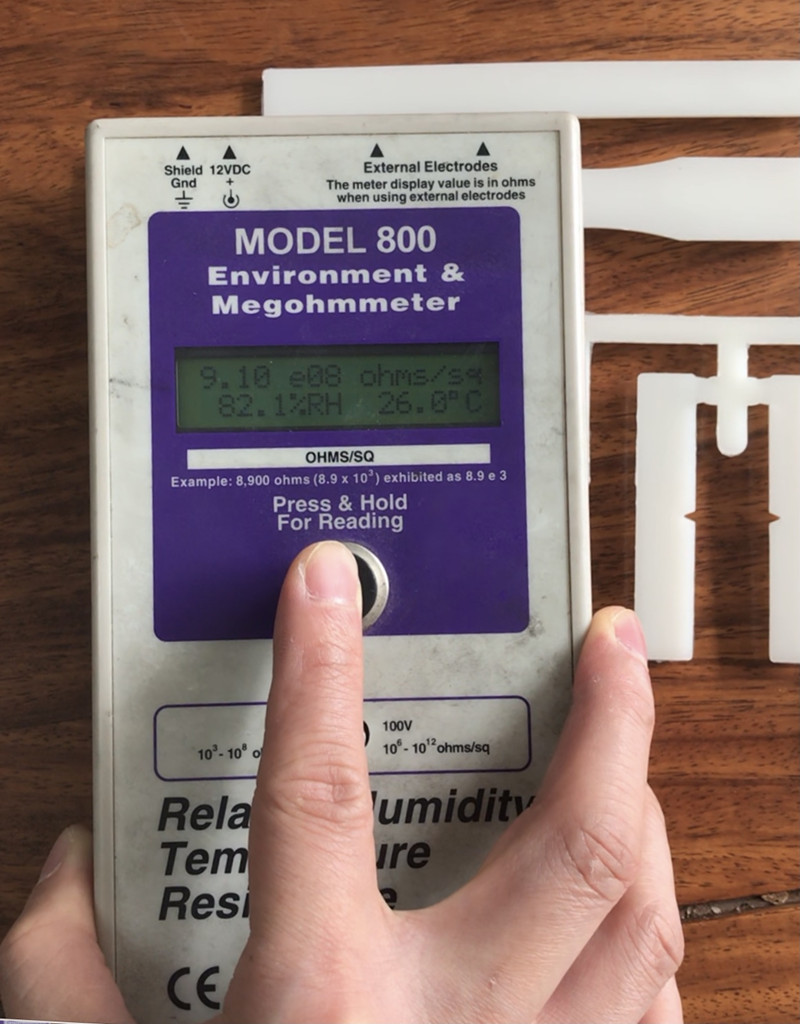 Shield Gnd
12VDC
+
External Electrodes
The meter display value is in ohms
when using external electrodes
MODEL 800
Environment &
Megohmmeter
9.10 e08 ohms/sq
82.1%RH 26.0°C
OHMS/SQ
Example: 8,900 ohms (8.9 x 10³) exhibited as 8.9 e 3
Press & Hold
For Reading
100V
10³- 10⁸
10⁶- 10¹²ohms/sq
CE